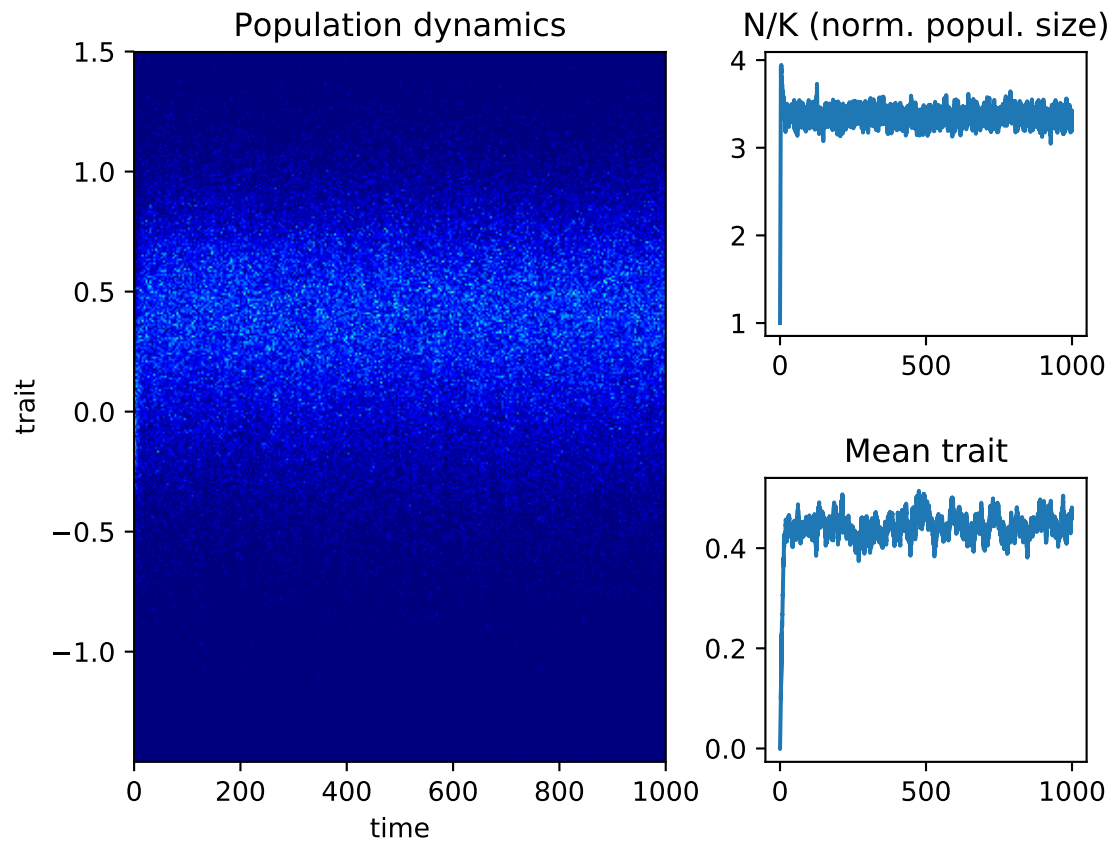 Population dynamics
1.5
1.0
0.5
0.0
−0.5
−1.0
trait
0 200 400 600 800 1000
time
N/K (norm. popul. size)
4
3
2
1
0 500 1000
Mean trait
0.4
0.2
0.0
0 500 1000